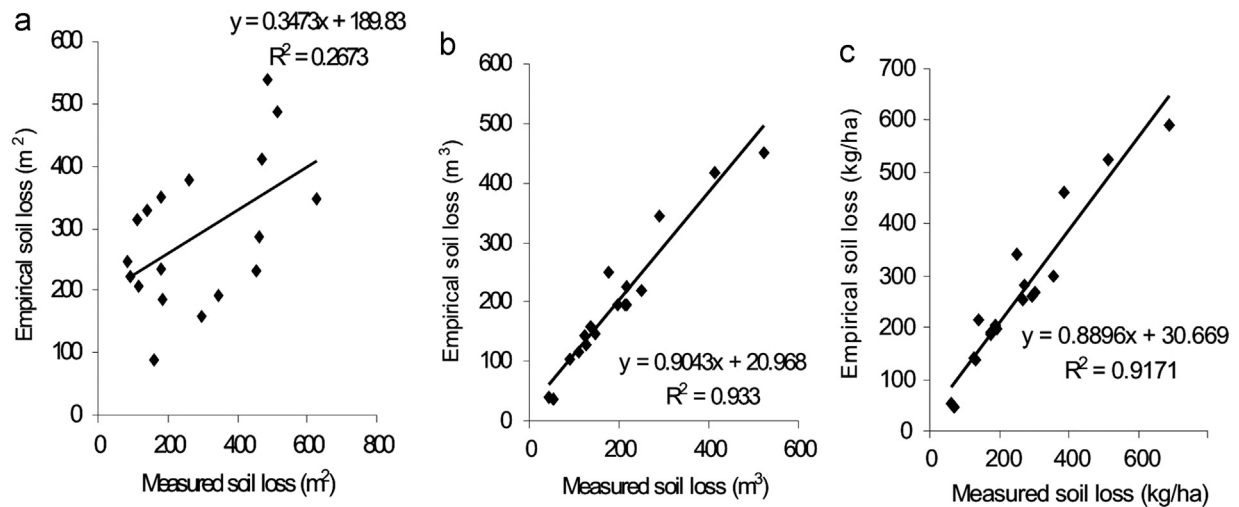 a
y = 0.3473x + 189.83
R² = 0.2673
600
500
400
300
200
100
0
0 200 400 600 800
Empirical soil loss (m²)
Measured soil loss (m²)
b
600
500
400
300
200
100
0
0 200 400 600
Empirical soil loss (m³)
y = 0.9043x + 20.968
R² = 0.933
Measured soil loss (m³)
c
700
600
500
400
300
200
100
0
0 200 400 600
Empirical soil loss (kg/ha)
y = 0.8896x + 30.669
R² = 0.9171
Measured soil loss (kg/ha)